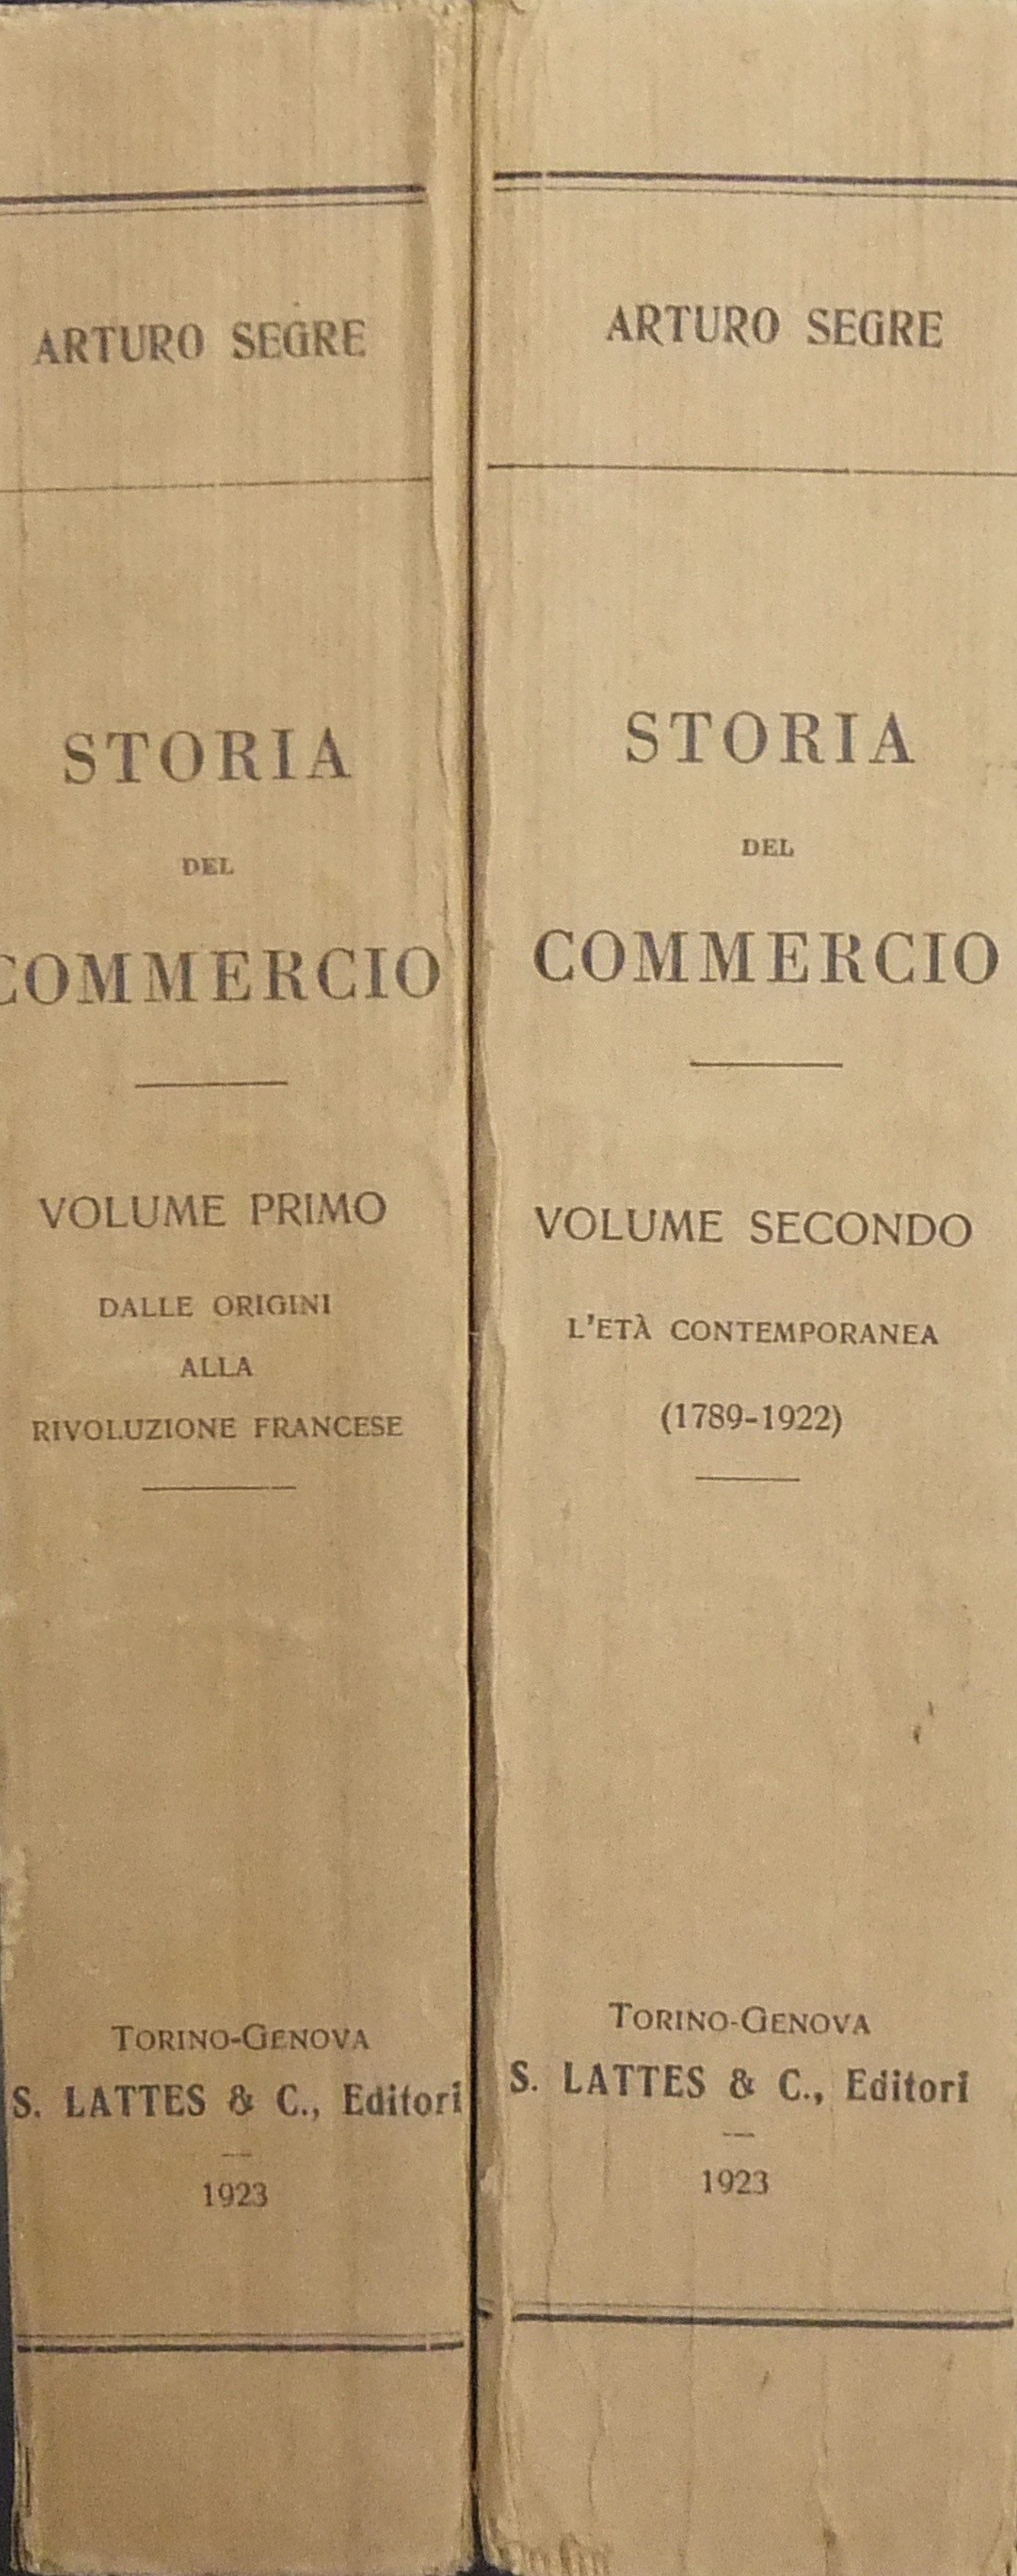 ARTURO SEGRE
STORIA
DEL
COMMERCIO
VOLUME PRIMO
DALLE ORIGINI
ALLA
RIVOLUZIONE FRANCESE
TORINO-GENOVA
S. LATTES & C., Editori
1923
ARTURO SEGRE
STORIA
DEL
COMMERCIO
VOLUME SECONDO
L'ETÀ CONTEMPORANEA
(1789-1922)
TORINO-GENOVA
S. LATTES & C., Editori
1923